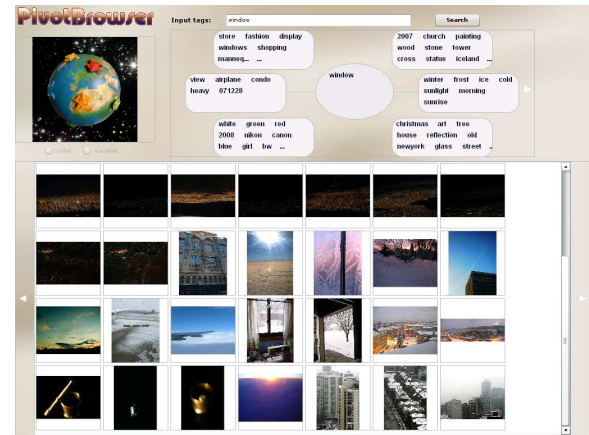 PivotBrowser
Input tags: window Search
store fashion display
windows shopping
manneq... ...
2007 church painting
wood stone tower
cross statue iceland ...
view airplane condo
heavy 071228
window
winter frost ice cold
sunlight morning
sunrise
white green red
2008 nikon canon
blue girl bw ...
christmas art tree
house reflection old
newyork glass street ..
color wavelet